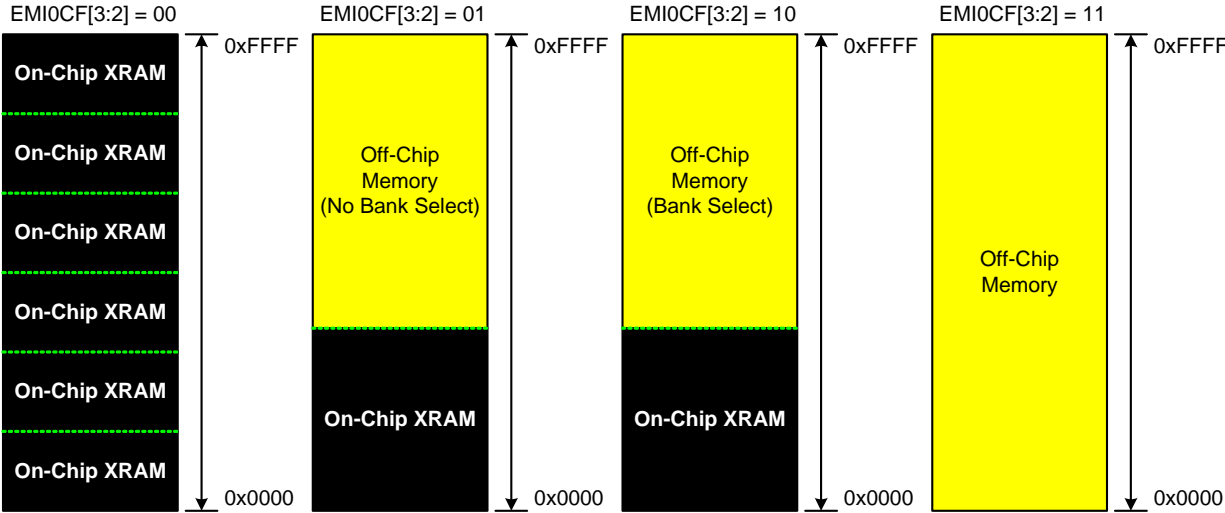 EMI0CF[3:2] = 00
0xFFFF
On-Chip XRAM
On-Chip XRAM
On-Chip XRAM
On-Chip XRAM
On-Chip XRAM
On-Chip XRAM
0x0000
EMI0CF[3:2] = 01
0xFFFF
Off-Chip
Memory
(No Bank Select)
On-Chip XRAM
0x0000
EMI0CF[3:2] = 10
0xFFFF
Off-Chip
Memory
(Bank Select)
On-Chip XRAM
0x0000
EMI0CF[3:2] = 11
0xFFFF
Off-Chip
Memory
0x0000